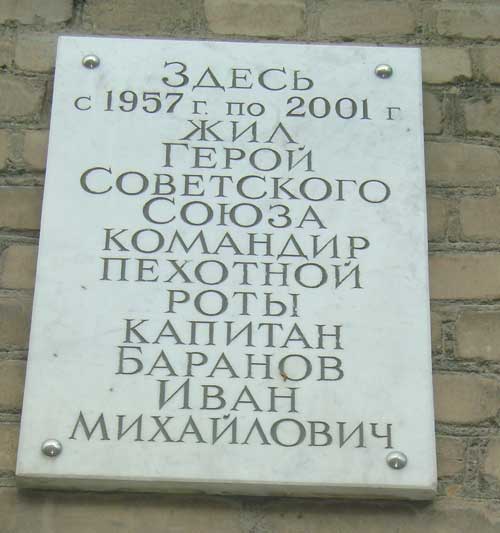 Здесь
с 1957 г. по 2001 г
жил
Герой
Советского
Союза
командир
пехотной
роты
капитан
Баранов
Иван
Михайлович